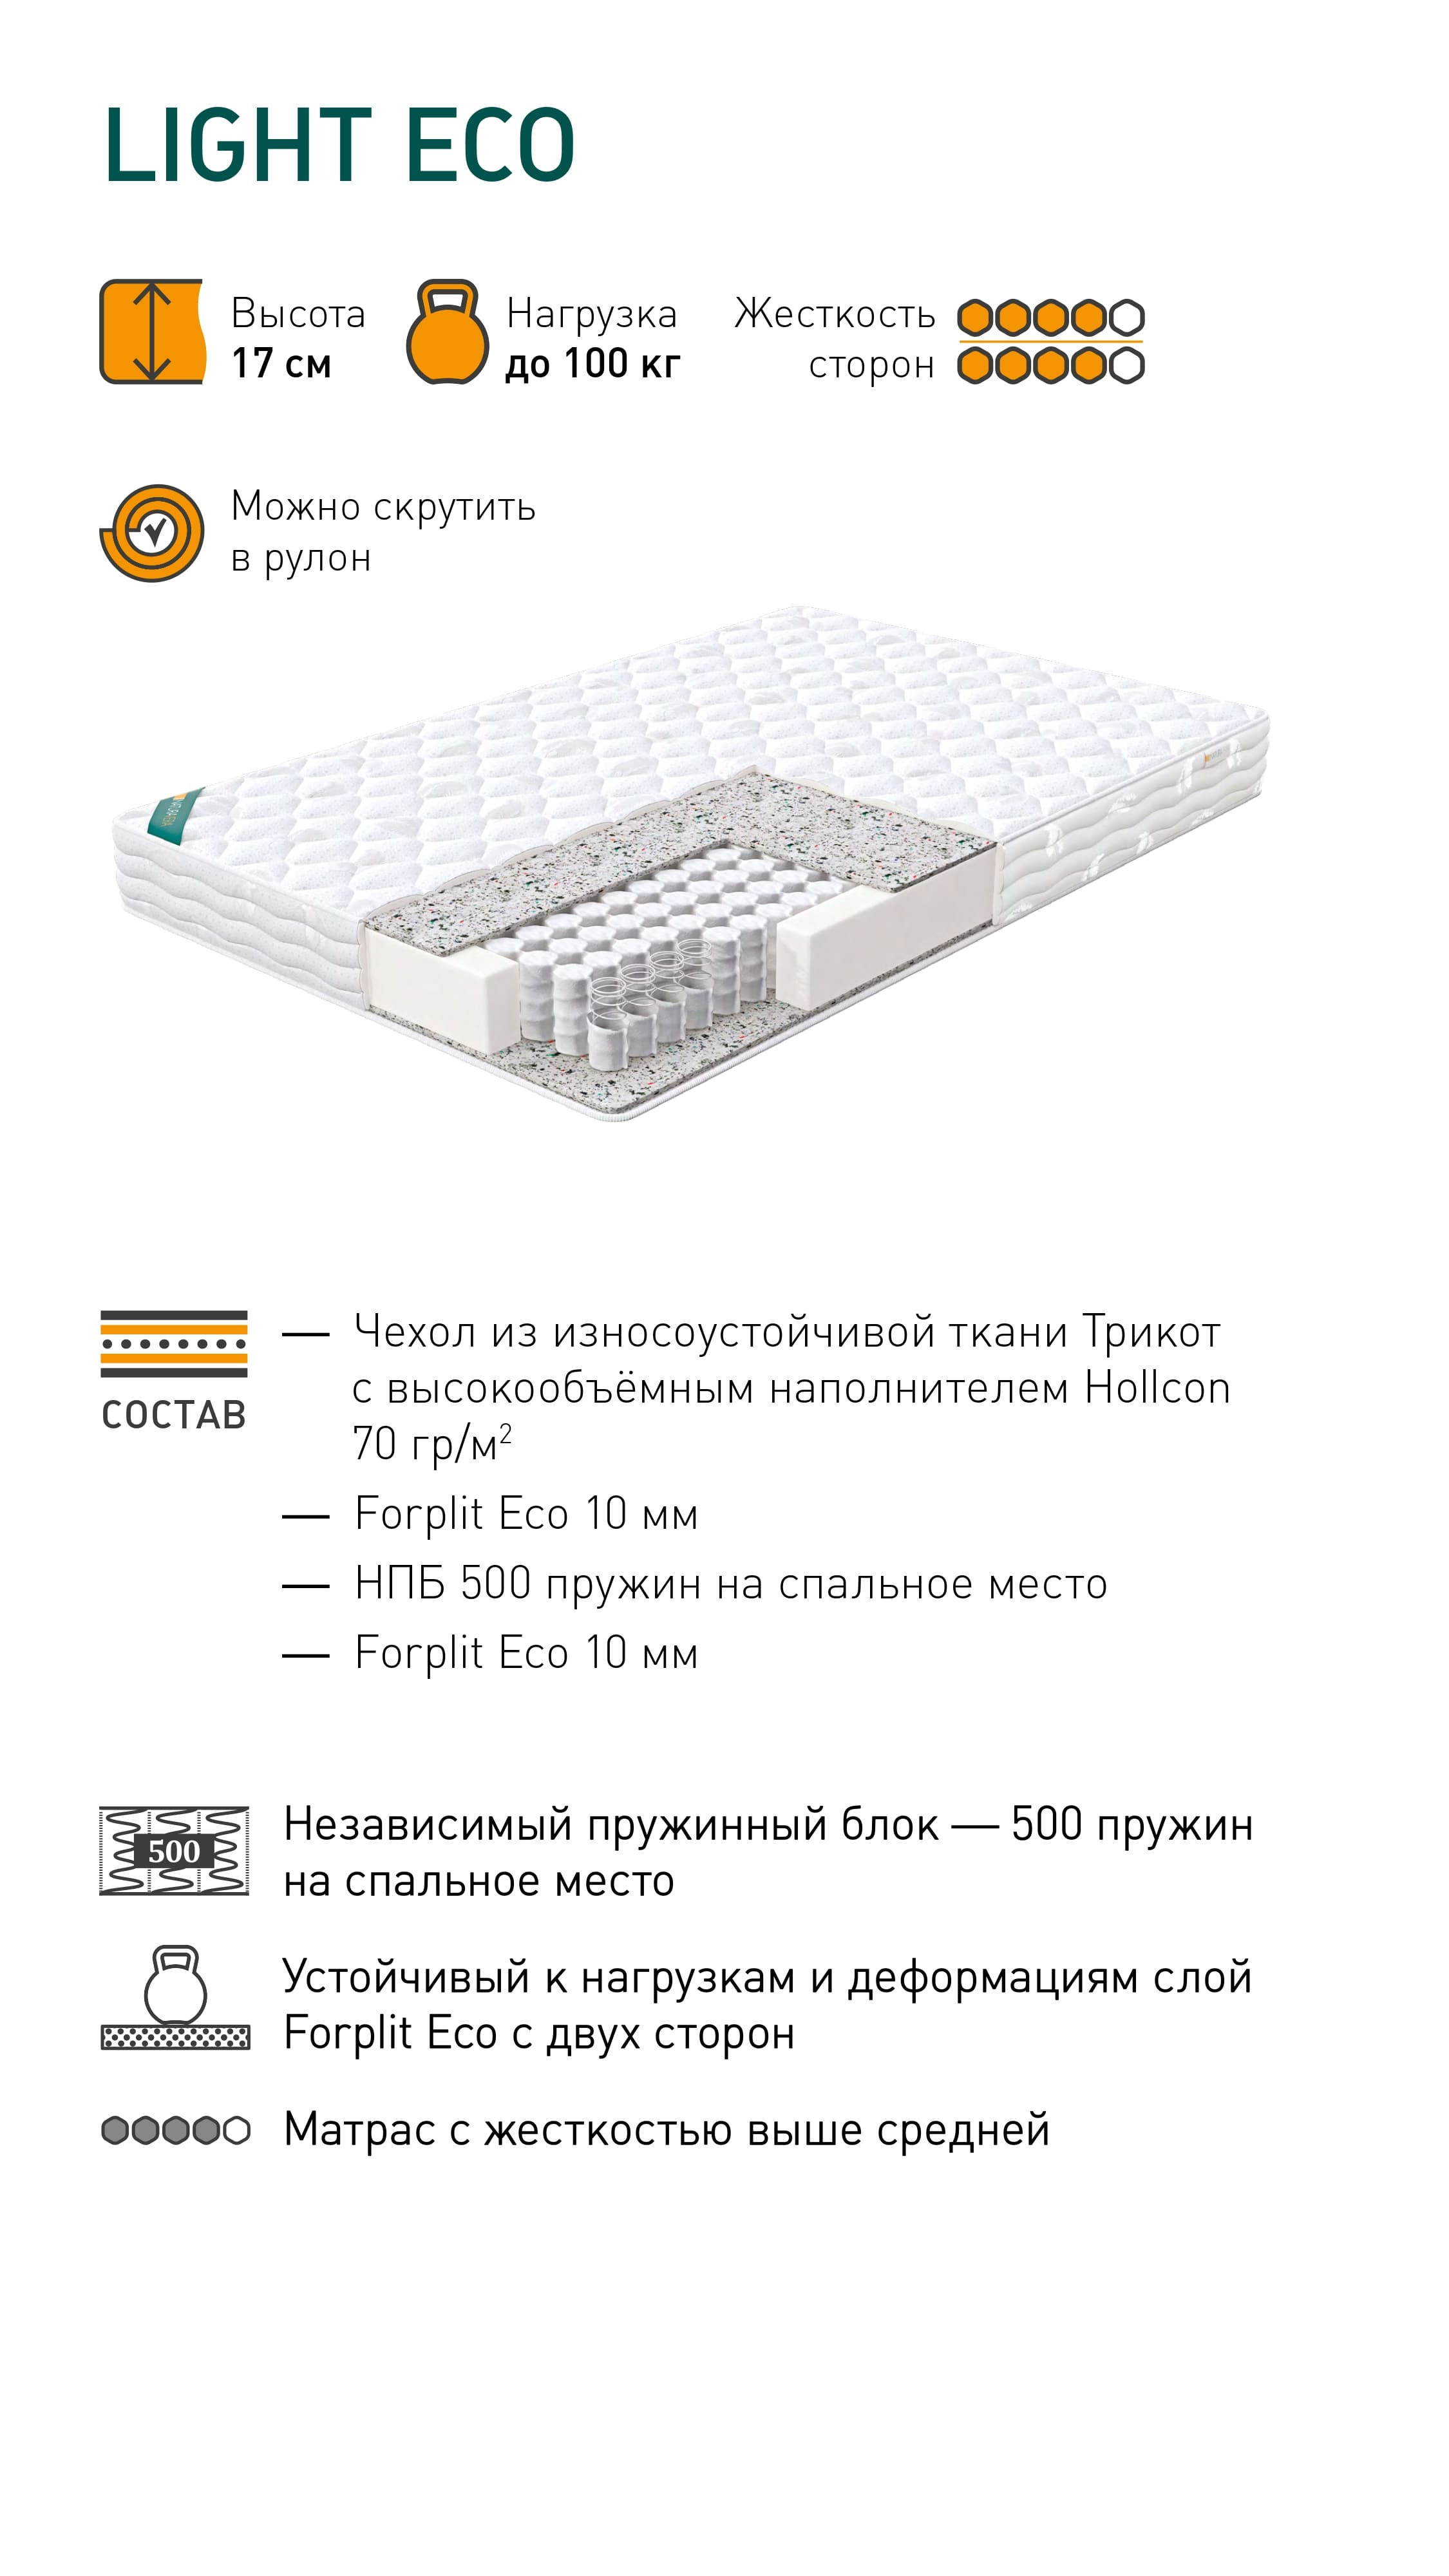 LIGHT ECO
Высота
17 см
Нагрузка
до 100 кг
Жесткость
сторон
Можно скрутить
в рулон
— Чехол из износоустойчивой ткани Трикот
с высокообъёмным наполнителем Hollcon
70 гр/м²
СОСТАВ
— Forplit Eco 10 мм
— НПБ 500 пружин на спальное место
— Forplit Eco 10 мм
500
Независимый пружинный блок — 500 пружин
на спальное место
Устойчивый к нагрузкам и деформациям слой
Forplit Eco с двух сторон
Матрас с жесткостью выше средней